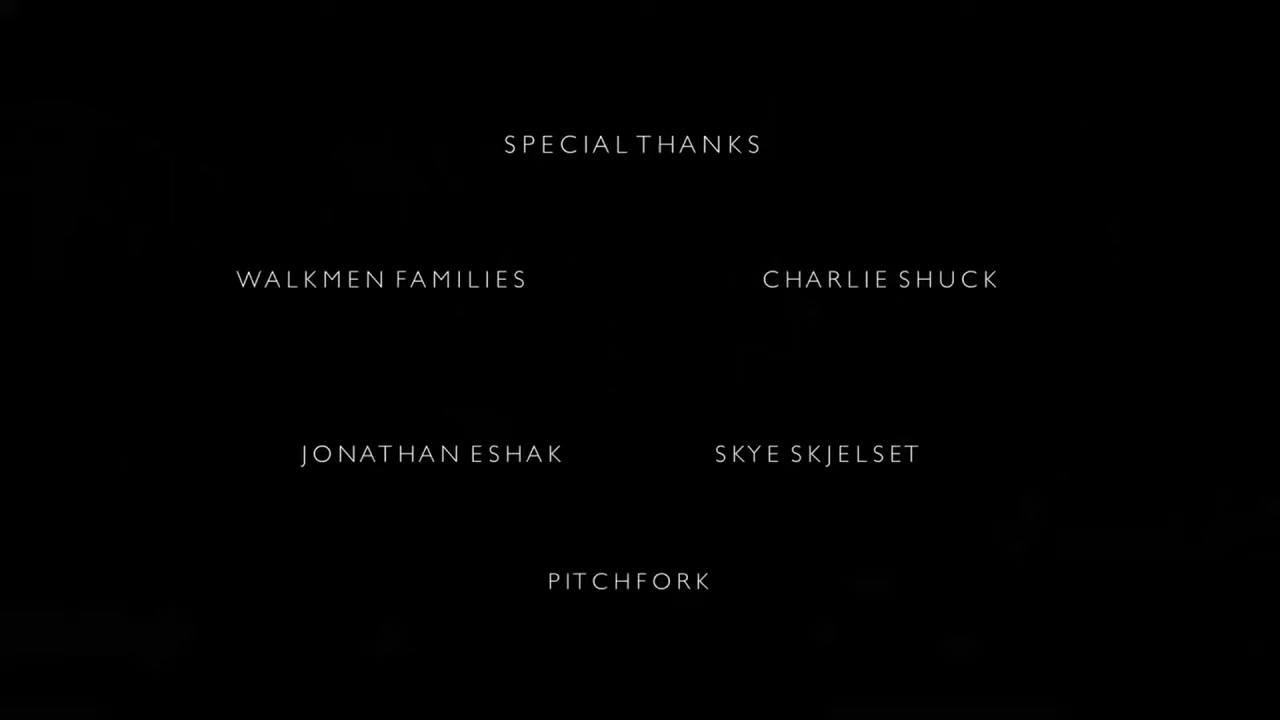 SPECIAL THANKS
WALKMEN FAMILIES
CHARLIE SHUCK
JONATHAN ESHAK
SKYE SKJELSET
PITCHFORK